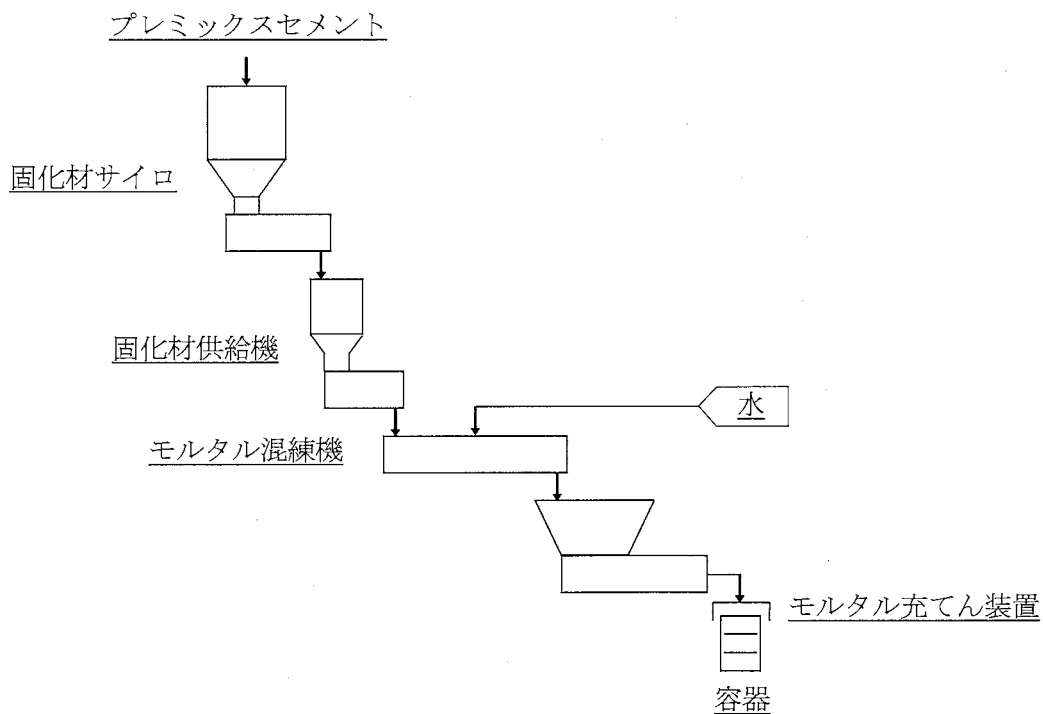 プレミックスセメント
固化材サイロ
固化材供給機
水
モルタル混練機
モルタル充てん装置
容器